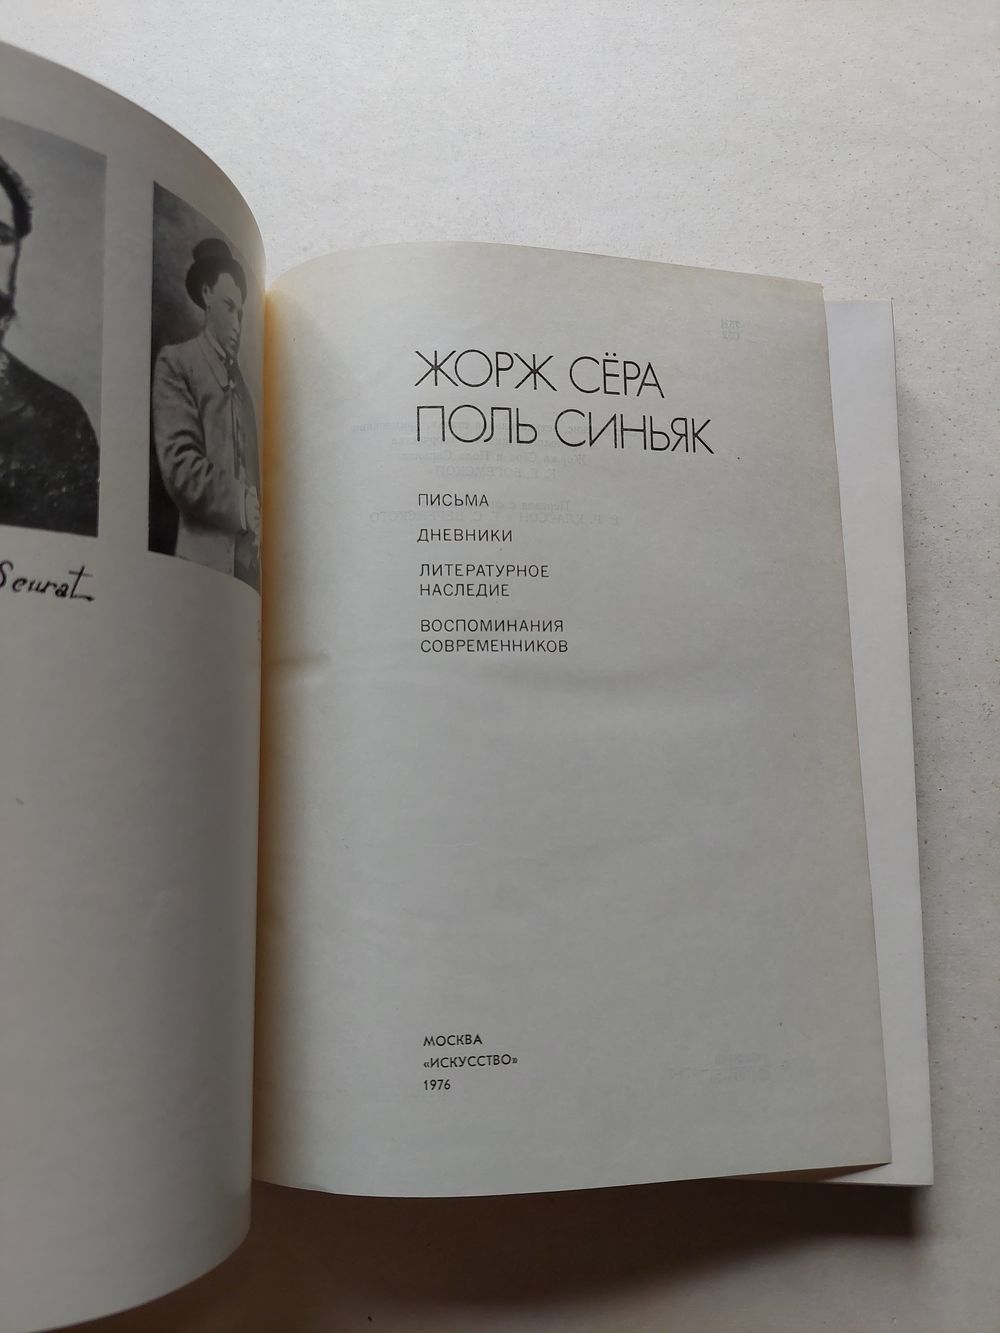 Seurat
ЖОРЖ СЁРА
ПОЛЬ СИНЬЯК
ПИСЬМА
ДНЕВНИКИ
ЛИТЕРАТУРНОЕ
НАСЛЕДИЕ
ВОСПОМИНАНИЯ
СОВРЕМЕННИКОВ
МОСКВА
«ИСКУССТВО»
1976